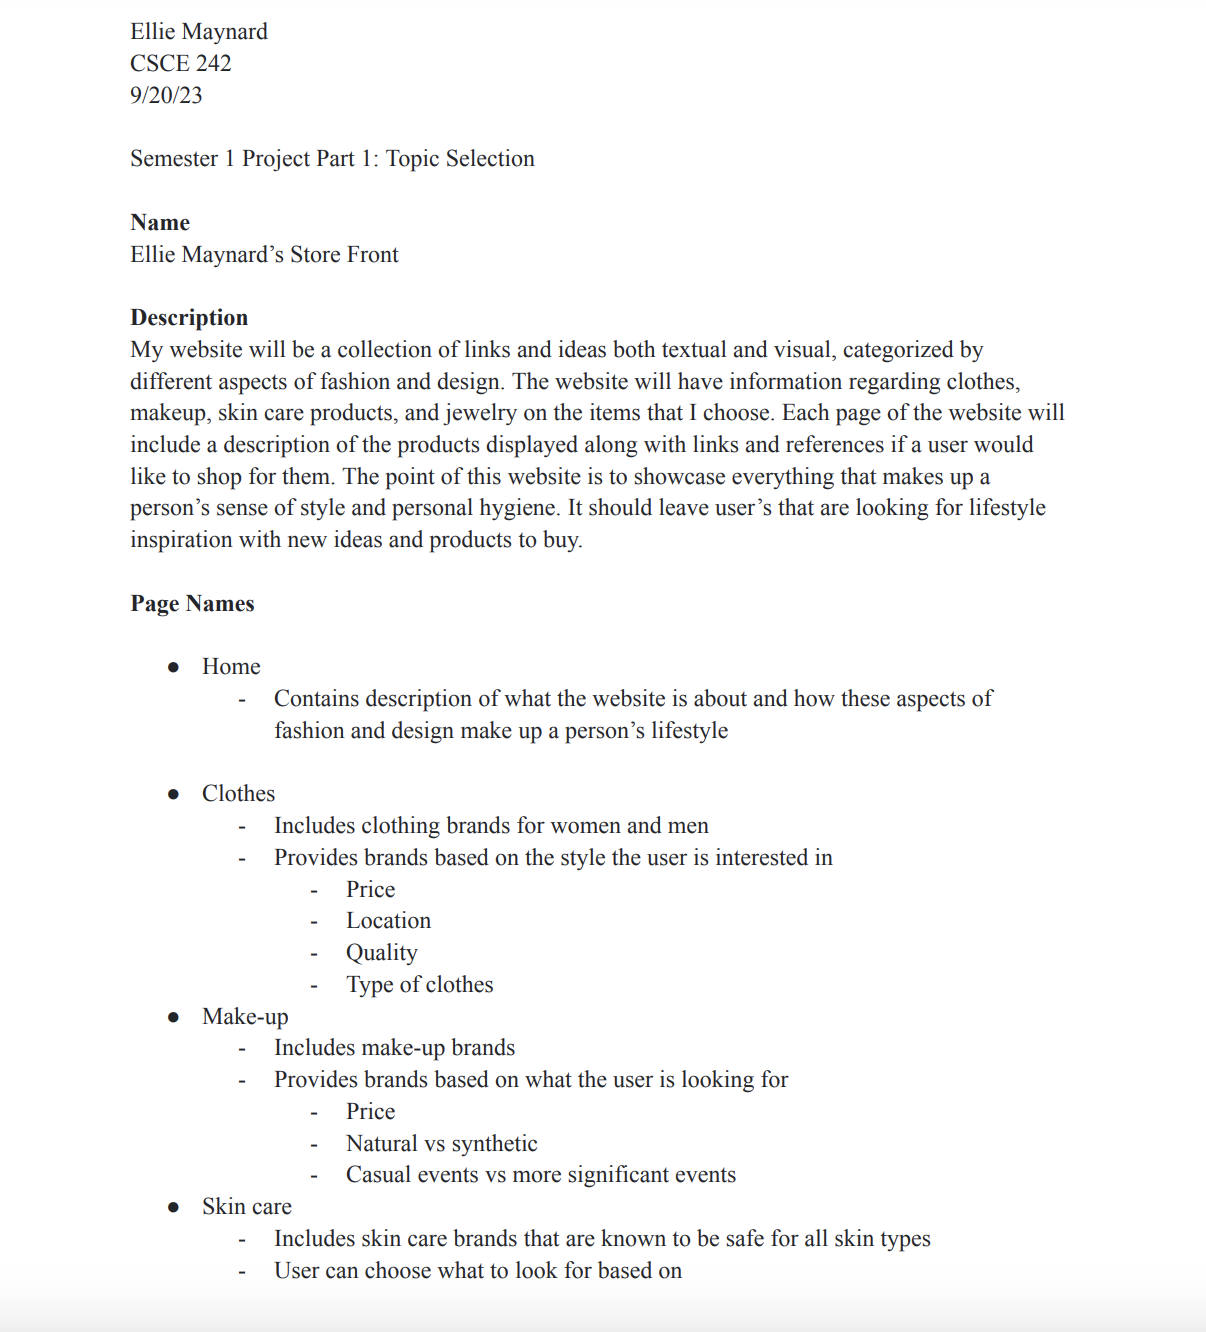 Ellie Maynard
CSCE 242
9/20/23
Semester 1 Project Part 1: Topic Selection
Name
Ellie Maynard’s Store Front
Description
My website will be a collection of links and ideas both textual and visual, categorized by
different aspects of fashion and design. The website will have information regarding clothes,
makeup, skin care products, and jewelry on the items that I choose. Each page of the website will
include a description of the products displayed along with links and references if a user would
like to shop for them. The point of this website is to showcase everything that makes up a
person’s sense of style and personal hygiene. It should leave user’s that are looking for lifestyle
inspiration with new ideas and products to buy.
Page Names
● Home
- Contains description of what the website is about and how these aspects of
fashion and design make up a person’s lifestyle
● Clothes
- Includes clothing brands for women and men
- Provides brands based on the style the user is interested in
- Price
- Location
- Quality
- Type of clothes
● Make-up
- Includes make-up brands
- Provides brands based on what the user is looking for
- Price
- Natural vs synthetic
- Casual events vs more significant events
● Skin care
- Includes skin care brands that are known to be safe for all skin types
- User can choose what to look for based on